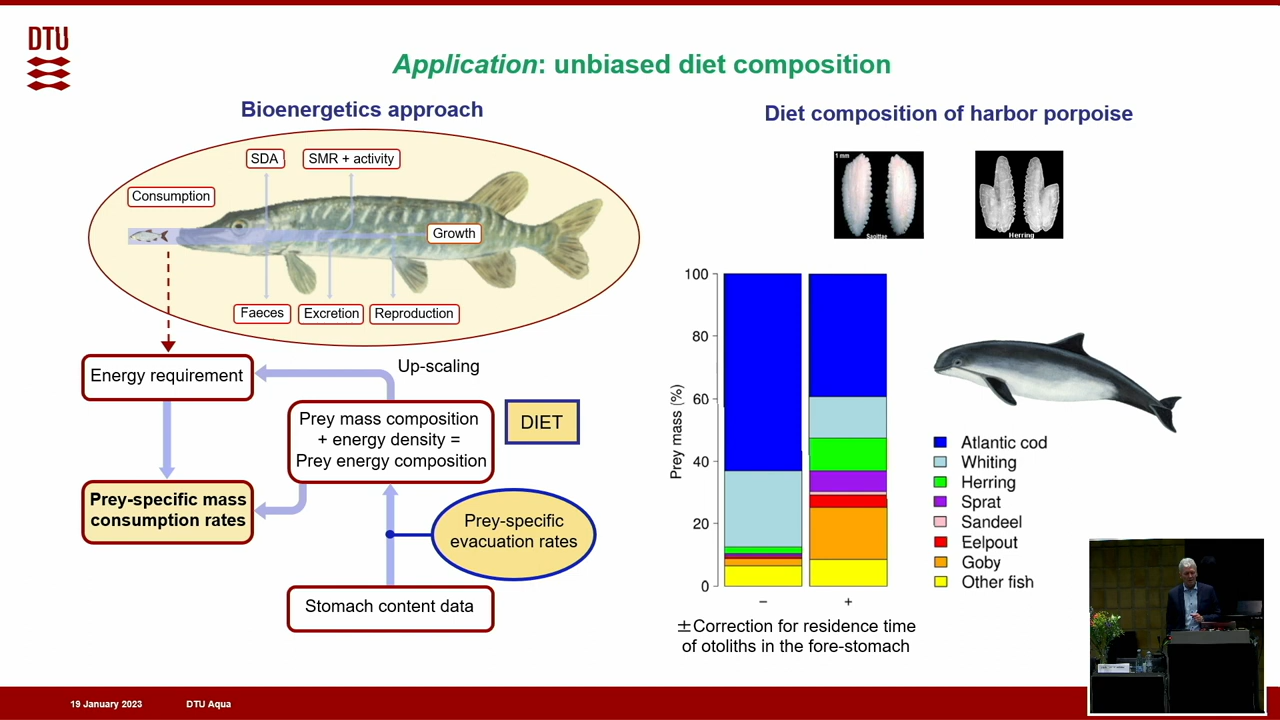 DTU
Application: unbiased diet composition
Bioenergetics approach
SDA
SMR + activity
Consumption
Growth
Faeces
Excretion
Reproduction
Energy requirement
Up-scaling
Prey mass composition
+ energy density =
Prey energy composition
DIET
Prey-specific mass
consumption rates
Prey-specific
evacuation rates
Stomach content data
Diet composition of harbor porpoise
1 mm
Sagittae
Herring
Prey mass (%)
100
80
60
40
20
0
–
+
Atlantic cod
Whiting
Herring
Sprat
Sandeel
Eelpout
Goby
Other fish
±Correction for residence time
of otoliths in the fore-stomach
19 January 2023
DTU Aqua